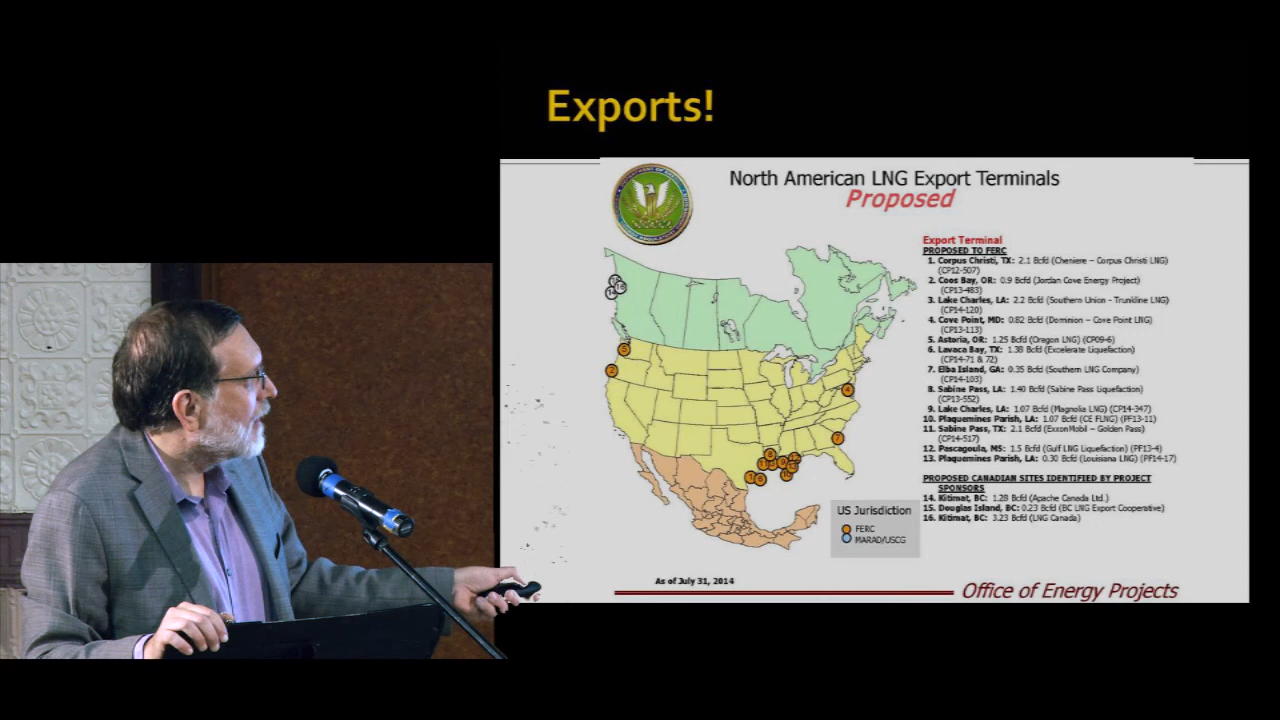 Exports!
North American LNG Export Terminals
Proposed
Export Terminal
PROPOSED TO FERC
1. Corpus Christi, TX: 2.1 Bcfd (Cheniere – Corpus Christi LNG)
(CP12-507)
2. Coos Bay, OR: 0.9 Bcfd (Jordan Cove Energy Project)
(CP13-483)
3. Lake Charles, LA: 2.2 Bcfd (Southern Union - Trunkline LNG)
(CP14-120)
4. Cove Point, MD: 0.82 Bcfd (Dominion – Cove Point LNG)
(CP13-113)
5. Astoria, OR: 1.25 Bcfd (Oregon LNG) (CP09-6)
6. Lavaca Bay, TX: 1.38 Bcfd (Excelerate Liquefaction)
(CP14-71 & 72)
7. Elba Island, GA: 0.35 Bcfd (Southern LNG Company)
(CP14-103)
8. Sabine Pass, LA: 1.40 Bcfd (Sabine Pass Liquefaction)
(CP13-552)
9. Lake Charles, LA: 1.07 Bcfd (Magnolia LNG) (CP14-347)
10. Plaquemines Parish, LA: 1.07 Bcfd (CE FLNG) (PF13-11)
11. Sabine Pass, TX: 2.1 Bcfd (ExxonMobil – Golden Pass)
(CP14-517)
12. Pascagoula, MS: 1.5 Bcfd (Gulf LNG Liquefaction) (PF13-4)
13. Plaquemines Parish, LA: 0.30 Bcfd (Louisiana LNG) (PF14-17)
PROPOSED CANADIAN SITES IDENTIFIED BY PROJECT
SPONSORS
14. Kitimat, BC: 1.28 Bcfd (Apache Canada Ltd.)
15. Douglas Island, BC: 0.23 Bcfd (BC LNG Export Cooperative)
16. Kitimat, BC: 3.23 Bcfd (LNG Canada)
US Jurisdiction
FERC
MARAD/USCG
As of July 31, 2014
Office of Energy Projects